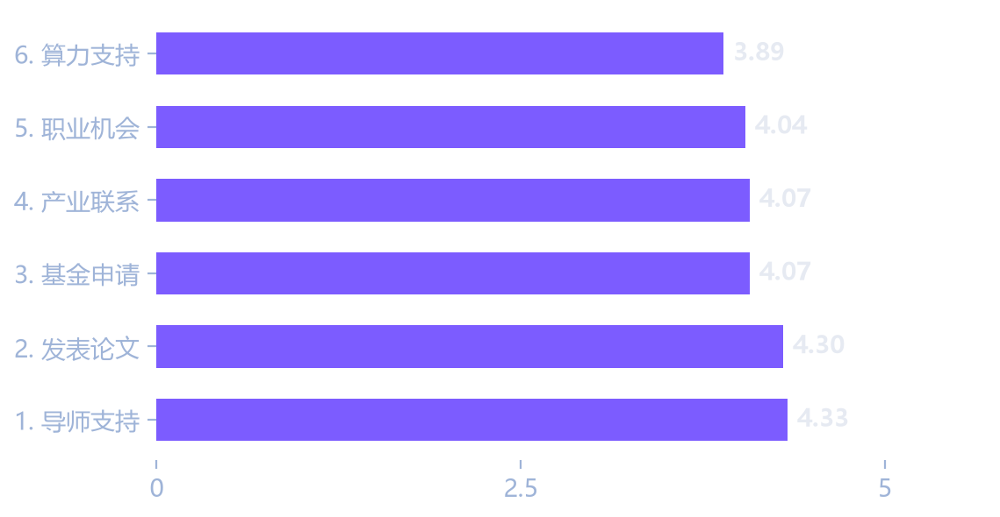 6. 算力支持 3.89
5. 职业机会 4.04
4. 产业联系 4.07
3. 基金申请 4.07
2. 发表论文 4.30
1. 导师支持 4.33
0 2.5 5